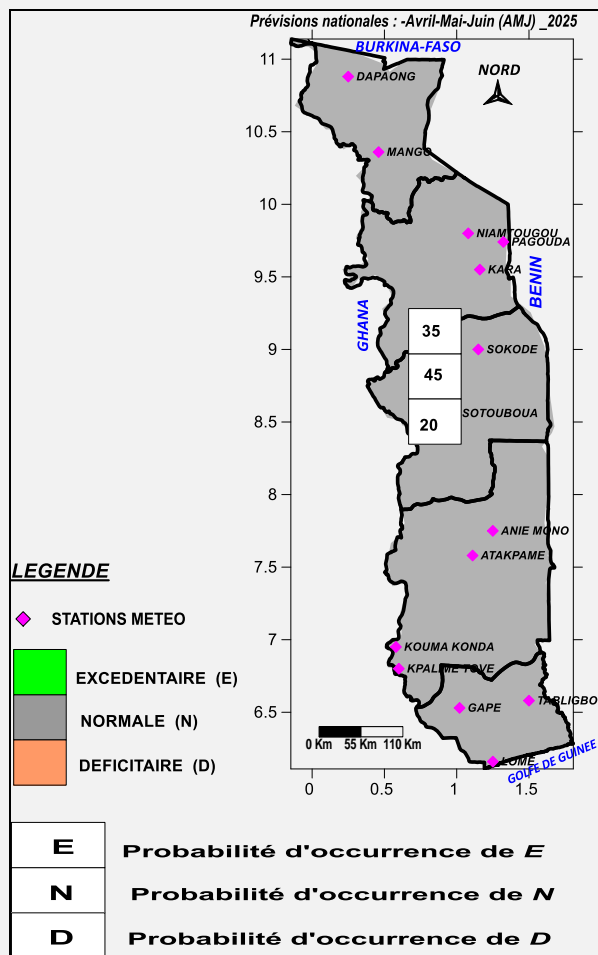 Prévisions nationales : -Avril-Mai-Juin (AMJ) _2025
BURKINA-FASO
11
DAPAONG
NORD
10.5
MANGO
10
NIAMTOUGOU
PAGOUDA
9.5
KARA
BENIN
GHANA
35
9
SOKODE
45
20
SOTOUBOUA
8.5
8
ANIE MONO
ATAKPAME
7.5
LEGENDE
STATIONS METEO
7
KOUMA KONDA
KPALIME TOVE
EXCEDENTAIRE (E)
TABLIGBO
GAPE
6.5
NORMALE (N)
0 Km 55 Km 110 Km
LOME
GOLFE DE GUINEE
DEFICITAIRE (D)
0 0.5 1 1.5
E Probabilité d'occurrence de E
N Probabilité d'occurrence de N
D Probabilité d'occurrence de D